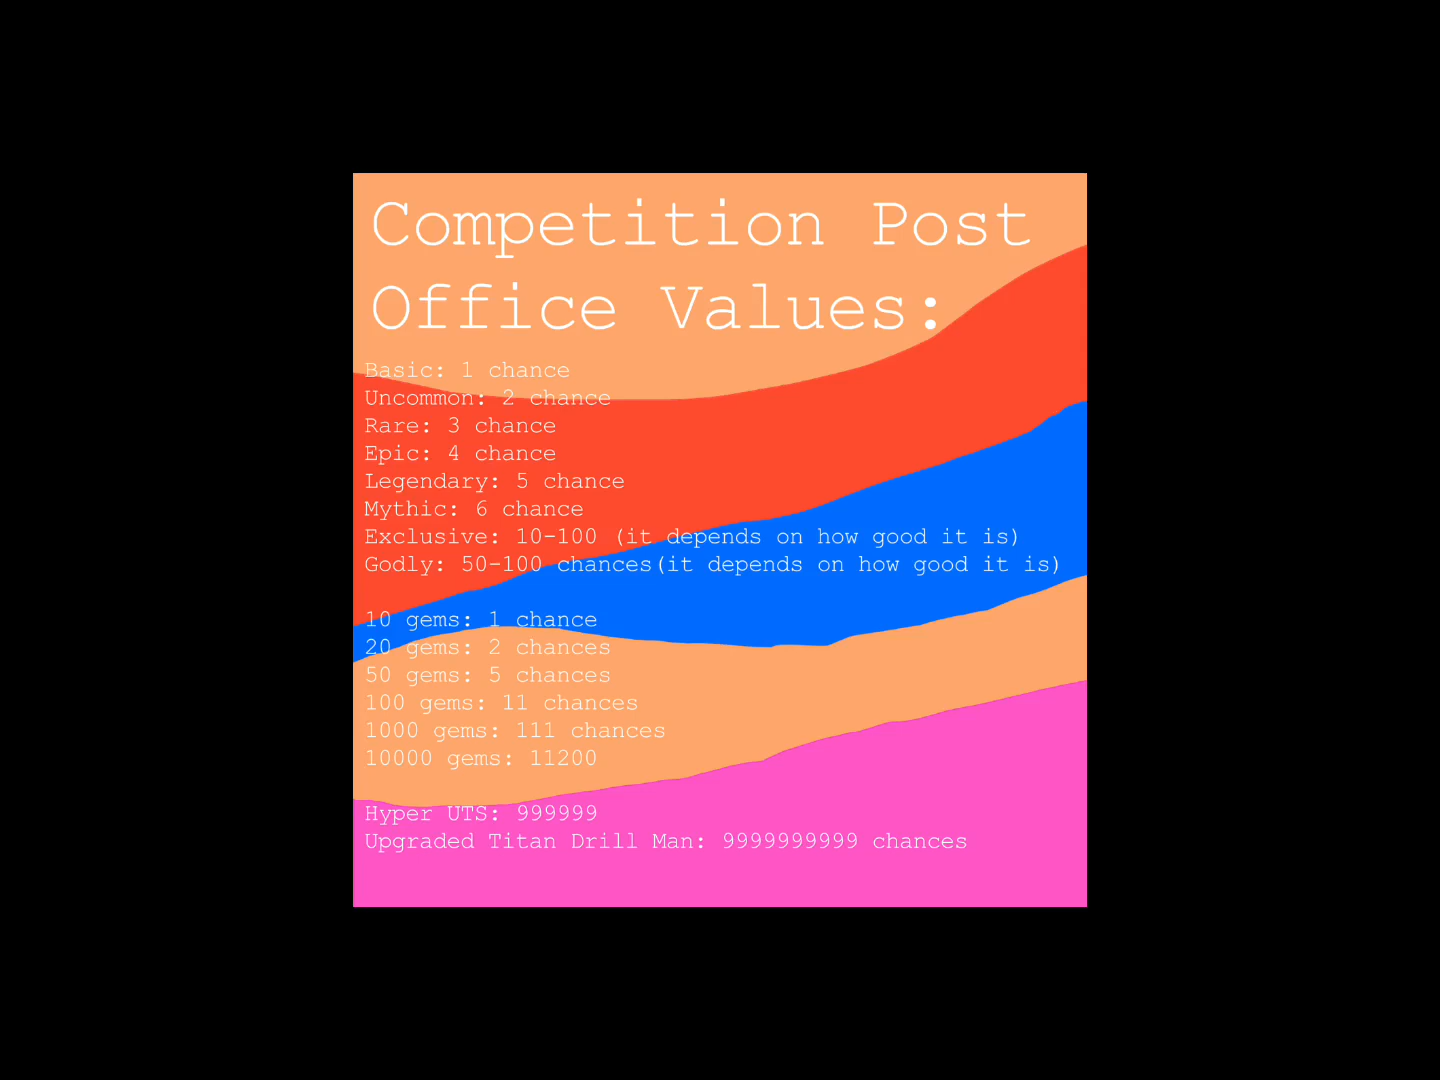 Competition Post
Office Values:
Basic: 1 chance
Uncommon: 2 chance
Rare: 3 chance
Epic: 4 chance
Legendary: 5 chance
Mythic: 6 chance
Exclusive: 10-100 (it depends on how good it is)
Godly: 50-100 chances(it depends on how good it is)
10 gems: 1 chance
20 gems: 2 chances
50 gems: 5 chances
100 gems: 11 chances
1000 gems: 111 chances
10000 gems: 11200
Hyper UTS: 999999
Upgraded Titan Drill Man: 9999999999 chances